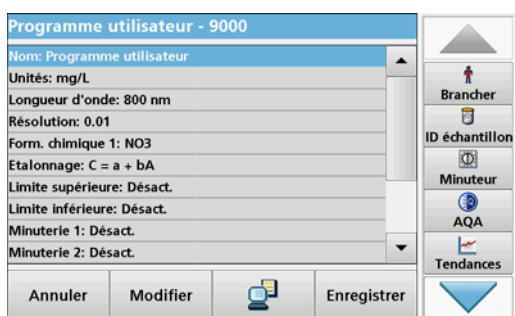 Programme utilisateur - 9000
Nom: Programme utilisateur
Unités: mg/L
Longueur d'onde: 800 nm
Résolution: 0.01
Form. chimique 1: NO3
Etalonnage: C = a + bA
Limite supérieure: Désact.
Limite inférieure: Désact.
Minuterie 1: Désact.
Minuterie 2: Désact.
Annuler
Modifier
Enregistrer
Brancher
ID échantillon
Minuteur
AQA
Tendances